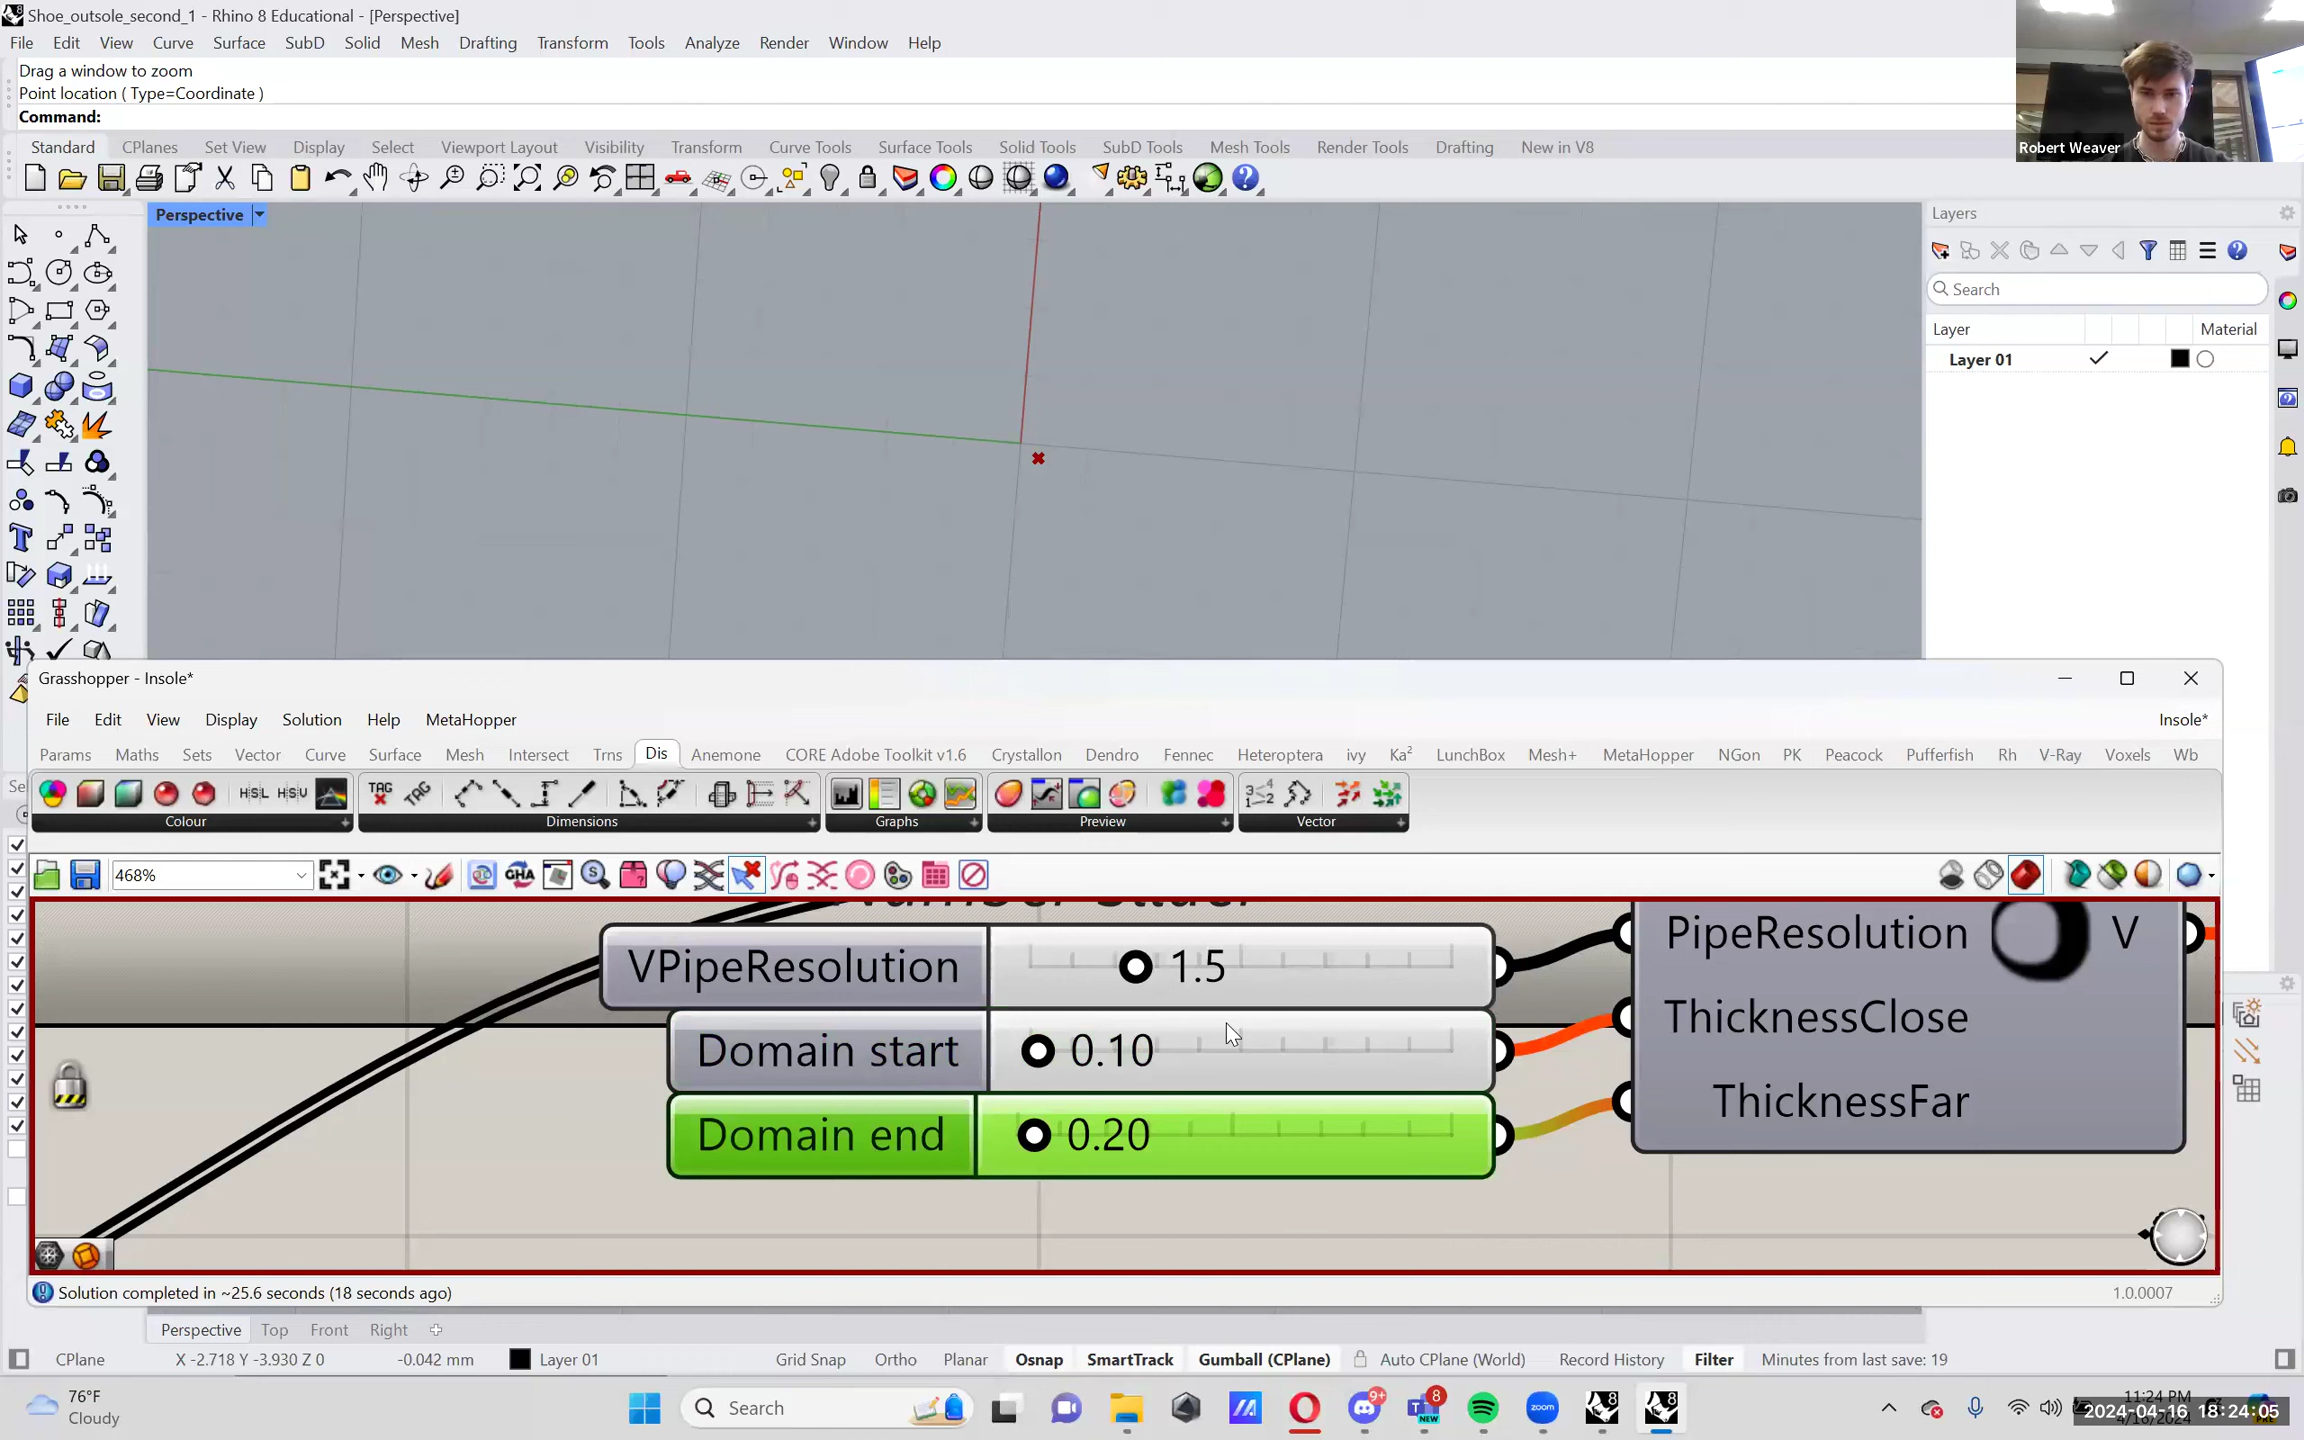 Shoe_outsole_second_1 - Rhino 8 Educational - [Perspective]
File Edit View Curve Surface SubD Solid Mesh Drafting Transform Tools Analyze Render Window Help
Drag a window to zoom
Point location ( Type=Coordinate )
Command:
Robert Weaver
Standard CPlanes Set View Display Select Viewport Layout Visibility Transform Curve Tools Surface Tools Solid Tools SubD Tools Mesh Tools Render Tools Drafting New in V8
Perspective
Layers
Search
Layer Material
Layer 01
Grasshopper - Insole*
File Edit View Display Solution Help MetaHopper Insole*
Params Maths Sets Vector Curve Surface Mesh Intersect Trns Dis Anemone CORE Adobe Toolkit v1.6 Crystallon Dendro Fennec Heteroptera ivy Ka² LunchBox Mesh+ MetaHopper NGon PK Peacock Pufferfish Rh V-Ray Voxels Wb
Colour Dimensions Graphs Preview Vector
468%
VPipeResolution 1.5
Domain start 0.10
Domain end 0.20
PipeResolution V
ThicknessClose
ThicknessFar
Solution completed in ~25.6 seconds (18 seconds ago) 1.0.0007
Perspective Top Front Right
CPlane X -2.718 Y -3.930 Z 0 -0.042 mm Layer 01 Grid Snap Ortho Planar Osnap SmartTrack Gumball (CPlane) Auto CPlane (World) Record History Filter Minutes from last save: 19
76°F
Cloudy
Search
11:24 PM
2024-04-16 18:24:05